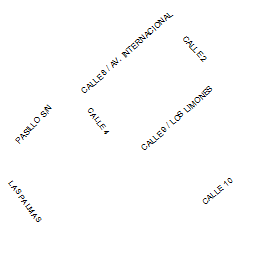 CALLE 8 / AV. INTERNACIONAL
CALLE 2
PASILLO S/N
CALLE 4
CALLE 9 / LOS LIMONES
LAS PALMAS
CALLE 10